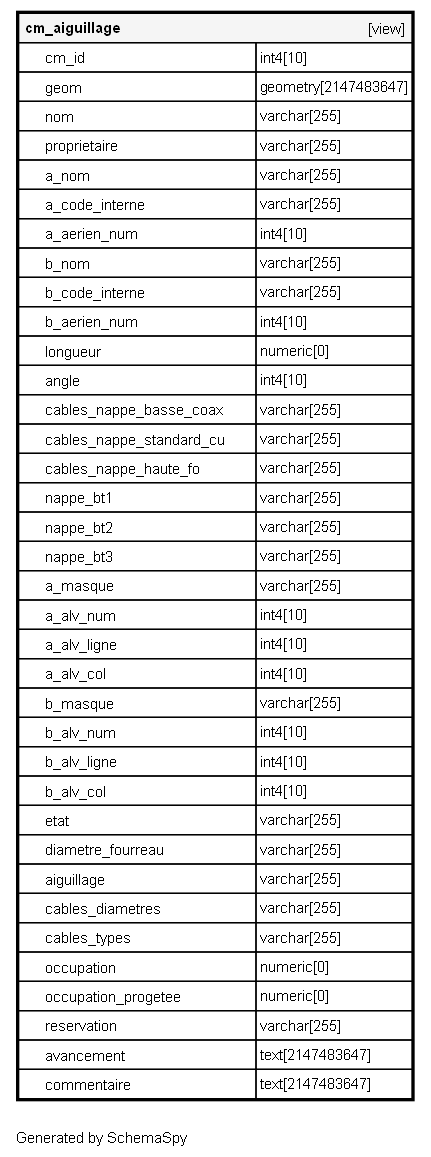 cm_aiguillage [view]
cm_id int4[10]
geom geometry[2147483647]
nom varchar[255]
proprietaire varchar[255]
a_nom varchar[255]
a_code_interne varchar[255]
a_aerien_num int4[10]
b_nom varchar[255]
b_code_interne varchar[255]
b_aerien_num int4[10]
longueur numeric[0]
angle int4[10]
cables_nappe_basse_coax varchar[255]
cables_nappe_standard_cu varchar[255]
cables_nappe_haute_fo varchar[255]
nappe_bt1 varchar[255]
nappe_bt2 varchar[255]
nappe_bt3 varchar[255]
a_masque varchar[255]
a_alv_num int4[10]
a_alv_ligne int4[10]
a_alv_col int4[10]
b_masque varchar[255]
b_alv_num int4[10]
b_alv_ligne int4[10]
b_alv_col int4[10]
etat varchar[255]
diametre_fourreau varchar[255]
aiguillage varchar[255]
cables_diametres varchar[255]
cables_types varchar[255]
occupation numeric[0]
occupation_progetee numeric[0]
reservation varchar[255]
avancement text[2147483647]
commentaire text[2147483647]
Generated by SchemaSpy